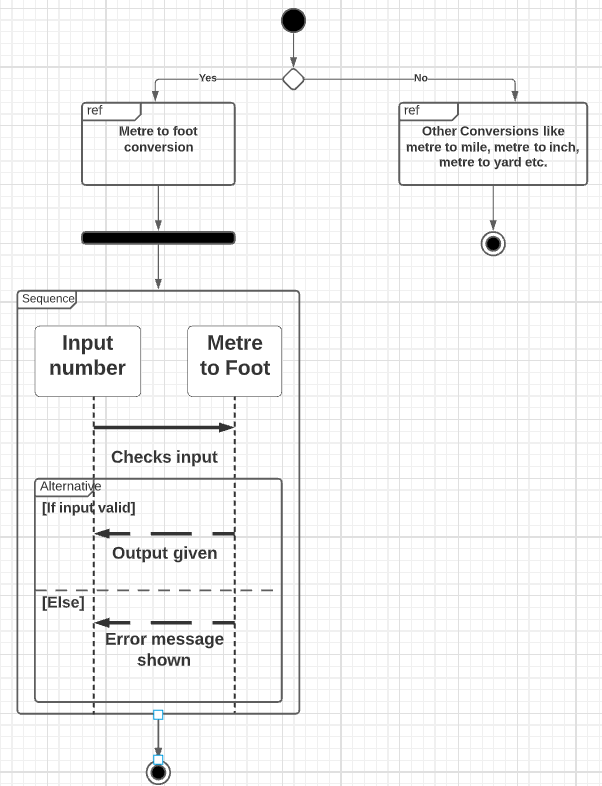 Yes
No
ref
Metre to foot
conversion
ref
Other Conversions like
metre to mile, metre to inch,
metre to yard etc.
Sequence
Input
number
Metre
to Foot
Checks input
Alternative
[If input valid]
Output given
[Else]
Error message
shown